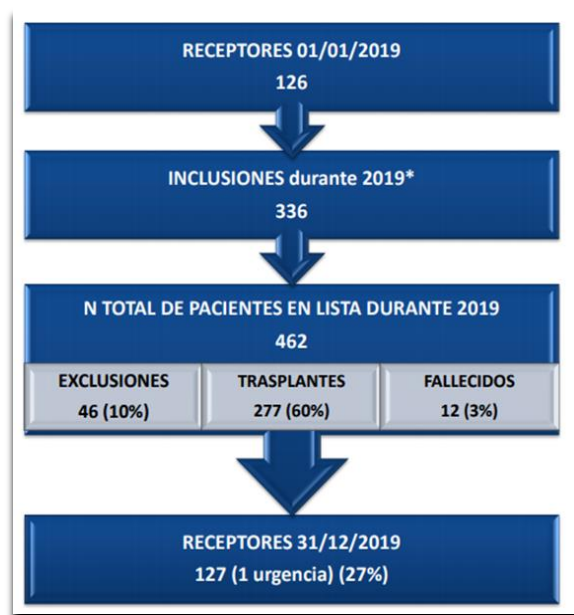 RECEPTORES 01/01/2019
126
INCLUSIONES durante 2019*
336
N TOTAL DE PACIENTES EN LISTA DURANTE 2019
462
EXCLUSIONES
46 (10%)
TRASPLANTES
277 (60%)
FALLECIDOS
12 (3%)
RECEPTORES 31/12/2019
127 (1 urgencia) (27%)